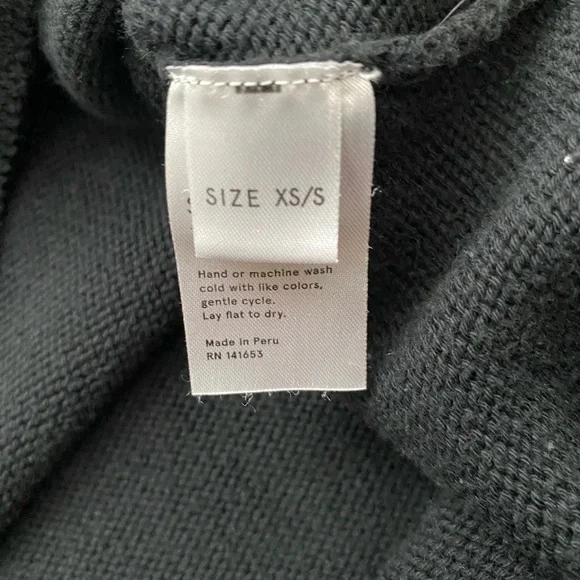 SIZE XS/S
Hand or machine wash
cold with like colors,
gentle cycle.
Lay flat to dry.
Made in Peru
RN 141653